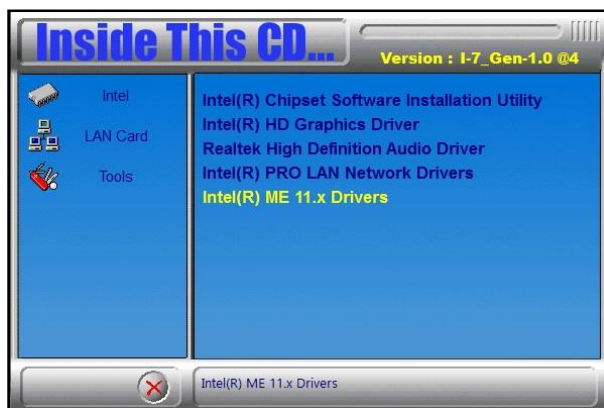 Inside This CD...
Version : I-7_Gen-1.0 @4
Intel
LAN Card
Tools
Intel(R) Chipset Software Installation Utility
Intel(R) HD Graphics Driver
Realtek High Definition Audio Driver
Intel(R) PRO LAN Network Drivers
Intel(R) ME 11.x Drivers
Intel(R) ME 11.x Drivers